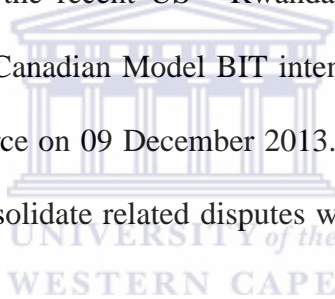 the recent US – Rwanda
Canadian Model BIT inter
rce on 09 December 2013.
solidate related disputes w
UNIVERSITY of the
WESTERN CAPE